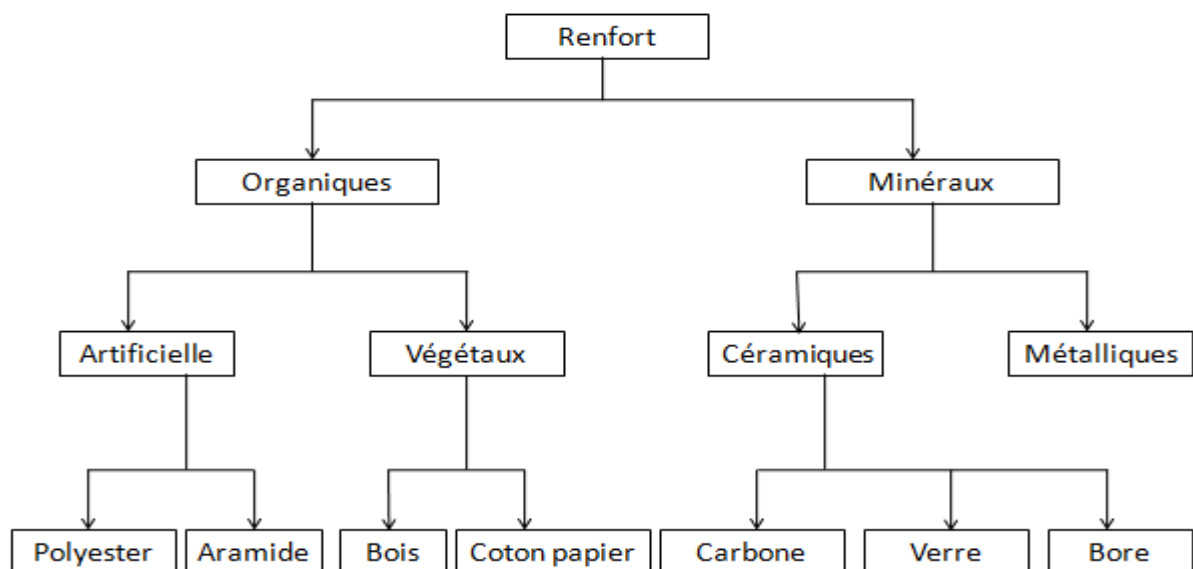 Renfort
Organiques
Minéraux
Artificielle
Végétaux
Céramiques
Métalliques
Polyester
Aramide
Bois
Coton papier
Carbone
Verre
Bore